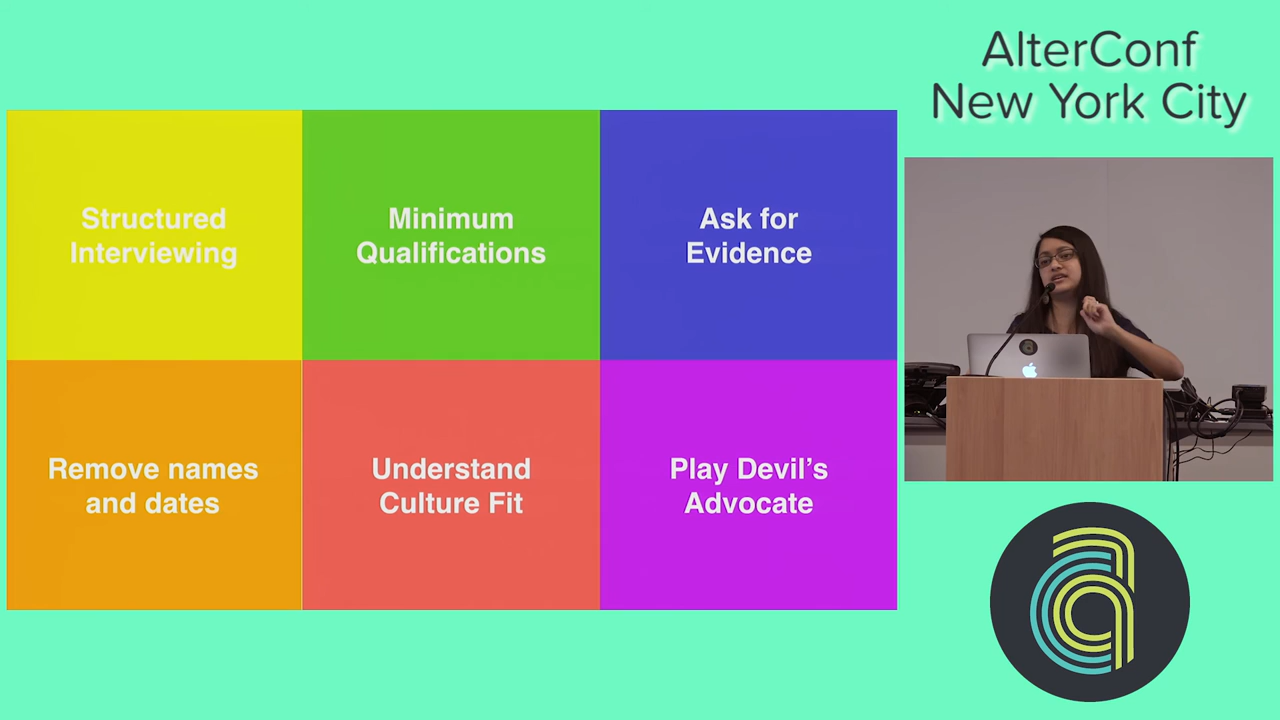 AlterConf
New York City
Structured
Interviewing
Minimum
Qualifications
Ask for
Evidence
Remove names
and dates
Understand
Culture Fit
Play Devil’s
Advocate